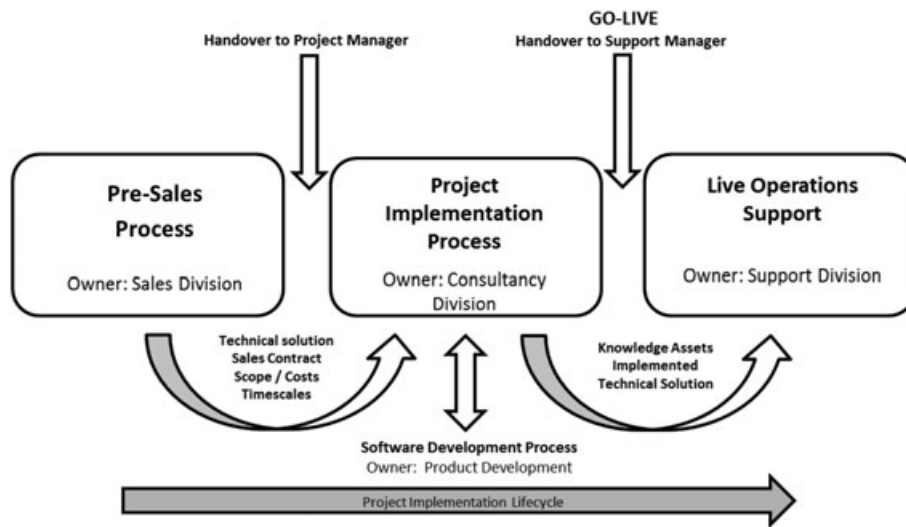 GO-LIVE
Handover to Project Manager
Handover to Support Manager
Pre-Sales
Process
Owner: Sales Division
Project
Implementation
Process
Owner: Consultancy
Division
Live Operations
Support
Owner: Support Division
Technical solution
Sales Contract
Scope / Costs
Timescales
Knowledge Assets
Implemented
Technical Solution
Software Development Process
Owner: Product Development
Project Implementation Lifecycle